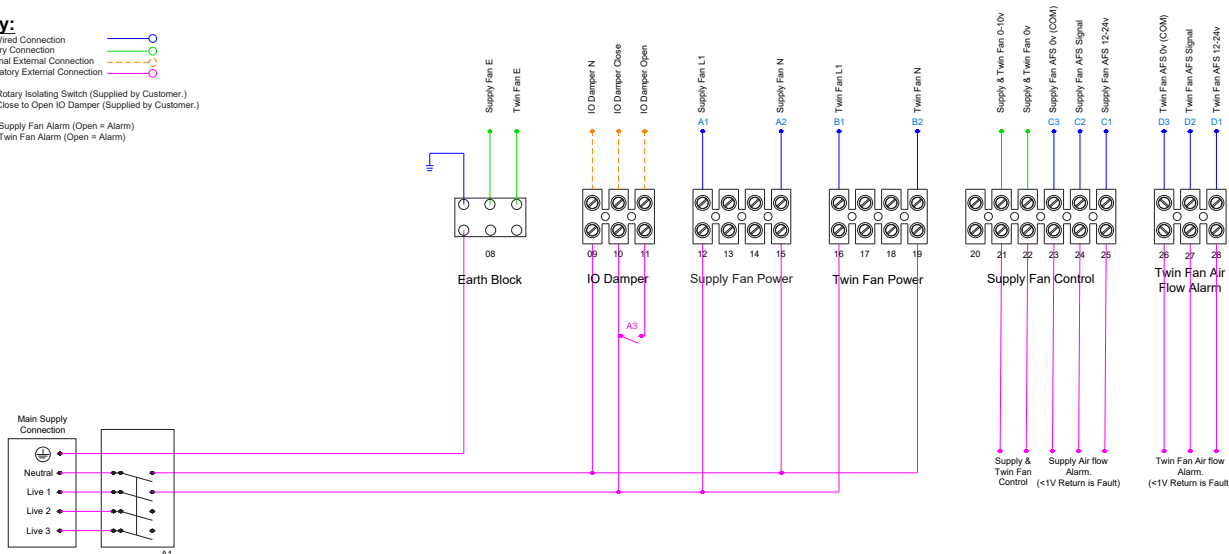 y:
ired Connection
ry Connection
nal External Connection
atory External Connection
Rotary Isolating Switch (Supplied by Customer.)
Close to Open IO Damper (Supplied by Customer.)
Supply Fan Alarm (Open = Alarm)
Twin Fan Alarm (Open = Alarm)
Supply Fan E
Twin Fan E
IO Damper N
IO Damper Close
IO Damper Open
Supply Fan L1
Supply Fan N
Twin Fan L1
Twin Fan N
Supply & Twin Fan 0-10v
Supply & Twin Fan 0v
Supply Fan AFS 0v (COM)
Supply Fan AFS Signal
Supply Fan AFS 12-24v
Twin Fan AFS 0v (COM)
Twin Fan AFS Signal
Twin Fan AFS 12-24v
A1
A2
B1
B2
C3
C2
C1
D3
D2
D1
08
09
10
11
12
13
14
15
16
17
18
19
20
21
22
23
24
25
26
27
28
Earth Block
IO Damper
Supply Fan Power
Twin Fan Power
Supply Fan Control
Twin Fan Air
Flow Alarm
A3
Main Supply
Connection
Neutral
Live 1
Live 2
Live 3
A1
Supply &
Twin Fan
Control
Supply Air flow
Alarm.
(<1V Return is Fault)
Twin Fan Air flow
Alarm.
(<1V Return is Fault